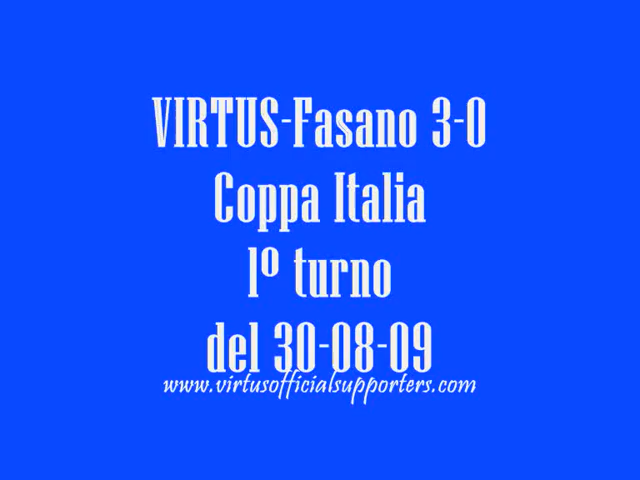 VIRTUS-Fasano 3-0
Coppa Italia
1º turno
del 30-08-09
www.virtusofficialsupporters.com